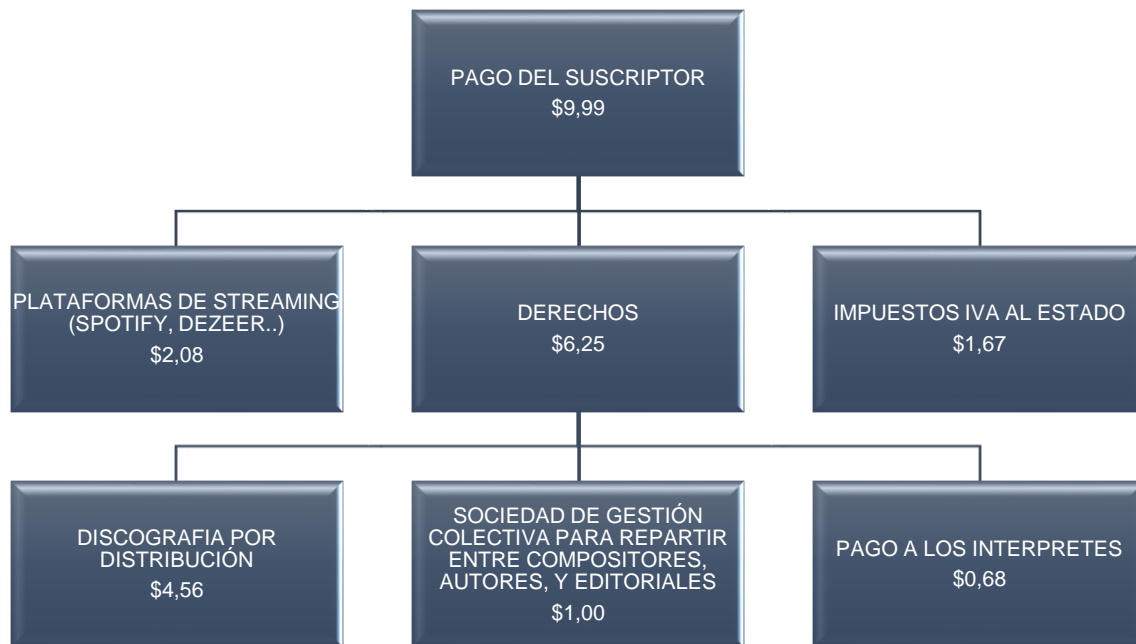 PAGO DEL SUSCRIPTOR
$9,99
PLATAFORMAS DE STREAMING
(SPOTIFY, DEZEER..)
$2,08
DERECHOS
$6,25
IMPUESTOS IVA AL ESTADO
$1,67
DISCOGRAFIA POR
DISTRIBUCIÓN
$4,56
SOCIEDAD DE GESTIÓN
COLECTIVA PARA REPARTIR
ENTRE COMPOSITORES,
AUTORES, Y EDITORIALES
$1,00
PAGO A LOS INTERPRETES
$0,68